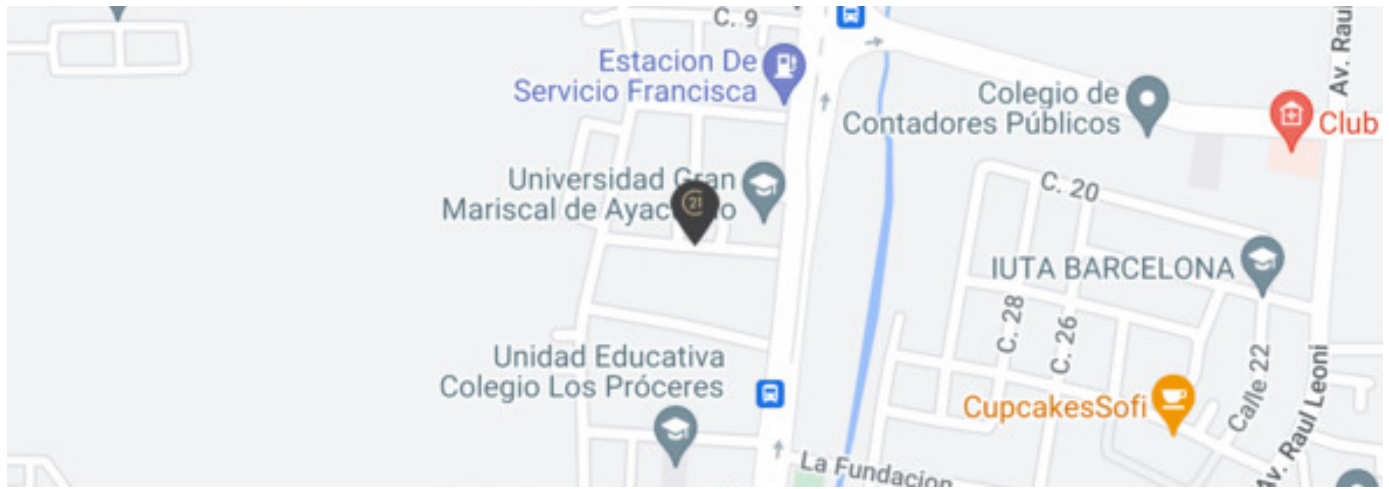 C. 9
Estacion De
Servicio Francisca
Colegio de
Contadores Públicos
Av. Raul
Club
Universidad Gran
Mariscal de
21
C. 20
IUTA BARCELONA
C. 28
C. 26
Unidad Educativa
Colegio Los Próceres
CupcakesSofi
Calle 22
Av. Raul Leoni
La Fundacion